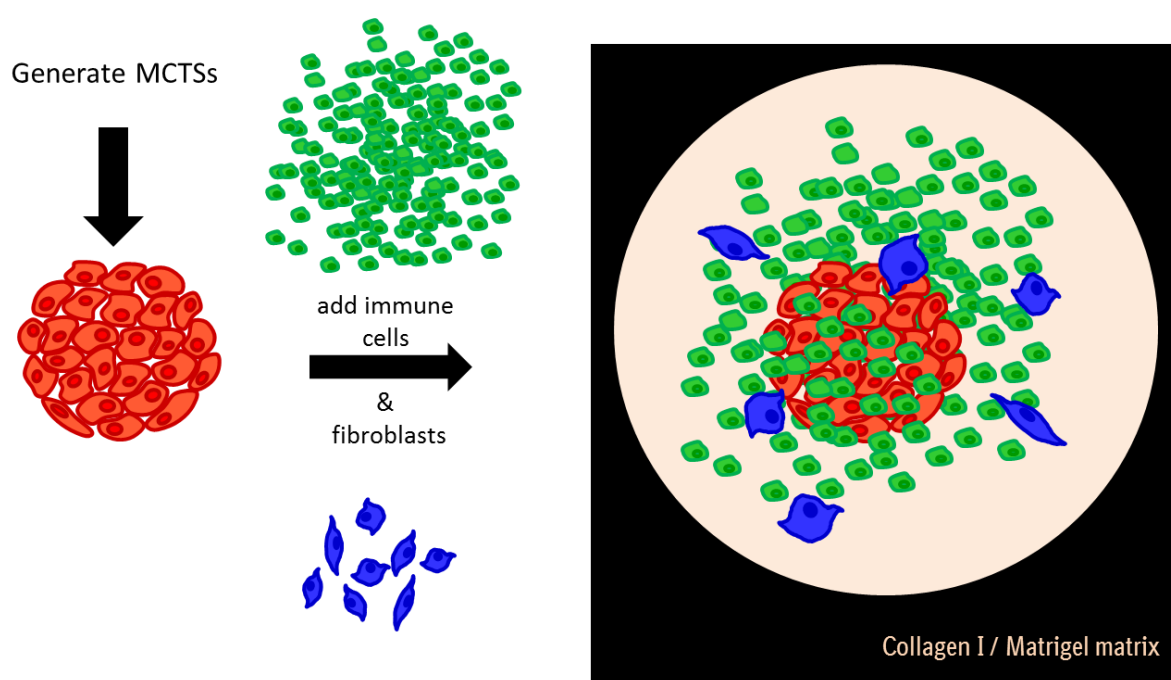 Generate MCTSs
add immune
cells
&
fibroblasts
Collagen I / Matrigel matrix